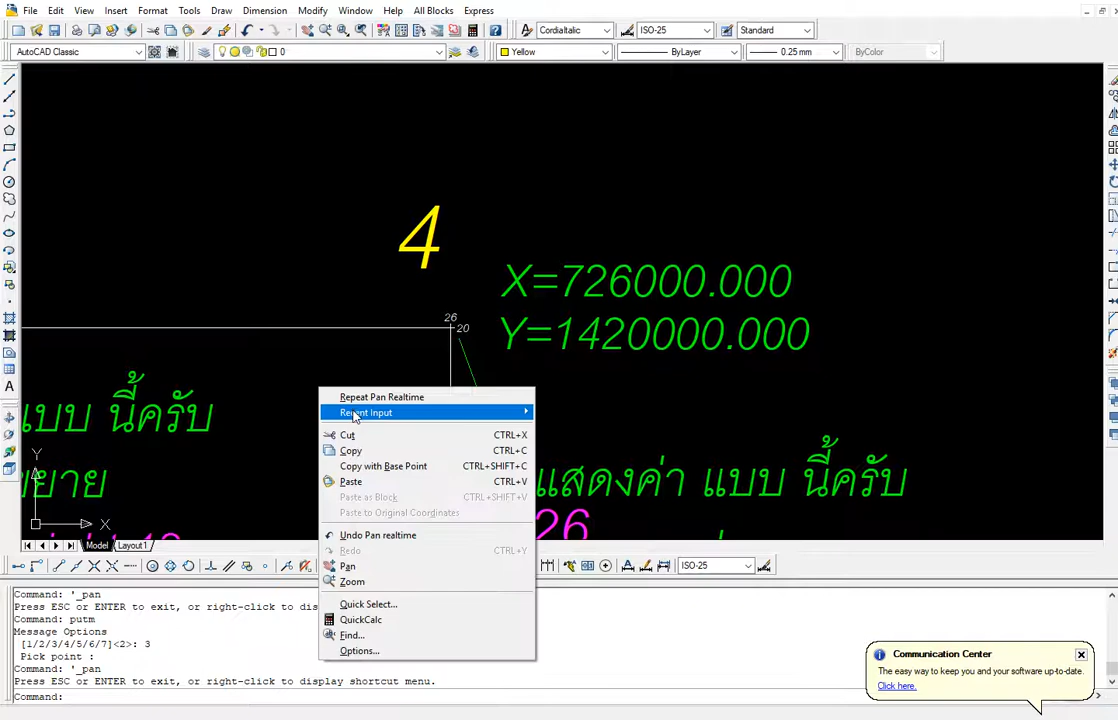 File Edit View Insert Format Tools Draw Dimension Modify Window Help All Blocks Express
CordiaItalic ISO-25 Standard
AutoCAD Classic 0 Yellow ByLayer 0.25 mm ByColor
4
X=726000.000
Y=1420000.000
26
20
แบบ นี้ครับ
ขยาย
แสดงค่า แบบ นี้ครับ
26
Y
X
Repeat Pan Realtime
Recent Input
Cut CTRL+X
Copy CTRL+C
Copy with Base Point CTRL+SHIFT+C
Paste CTRL+V
Paste as Block CTRL+SHIFT+V
Paste to Original Coordinates
Undo Pan realtime
Redo CTRL+Y
Pan
Zoom
Quick Select...
QuickCalc
Find...
Options...
Model Layout1
ISO-25
Command: '_pan
Press ESC or ENTER to exit, or right-click to dis
Command: putm
Message Options
[1/2/3/4/5/6/7]<2>: 3
Pick point :
Command: '_pan
Press ESC or ENTER to exit, or right-click to display shortcut menu.
Command:
Communication Center
The easy way to keep you and your software up-to-date.
Click here.